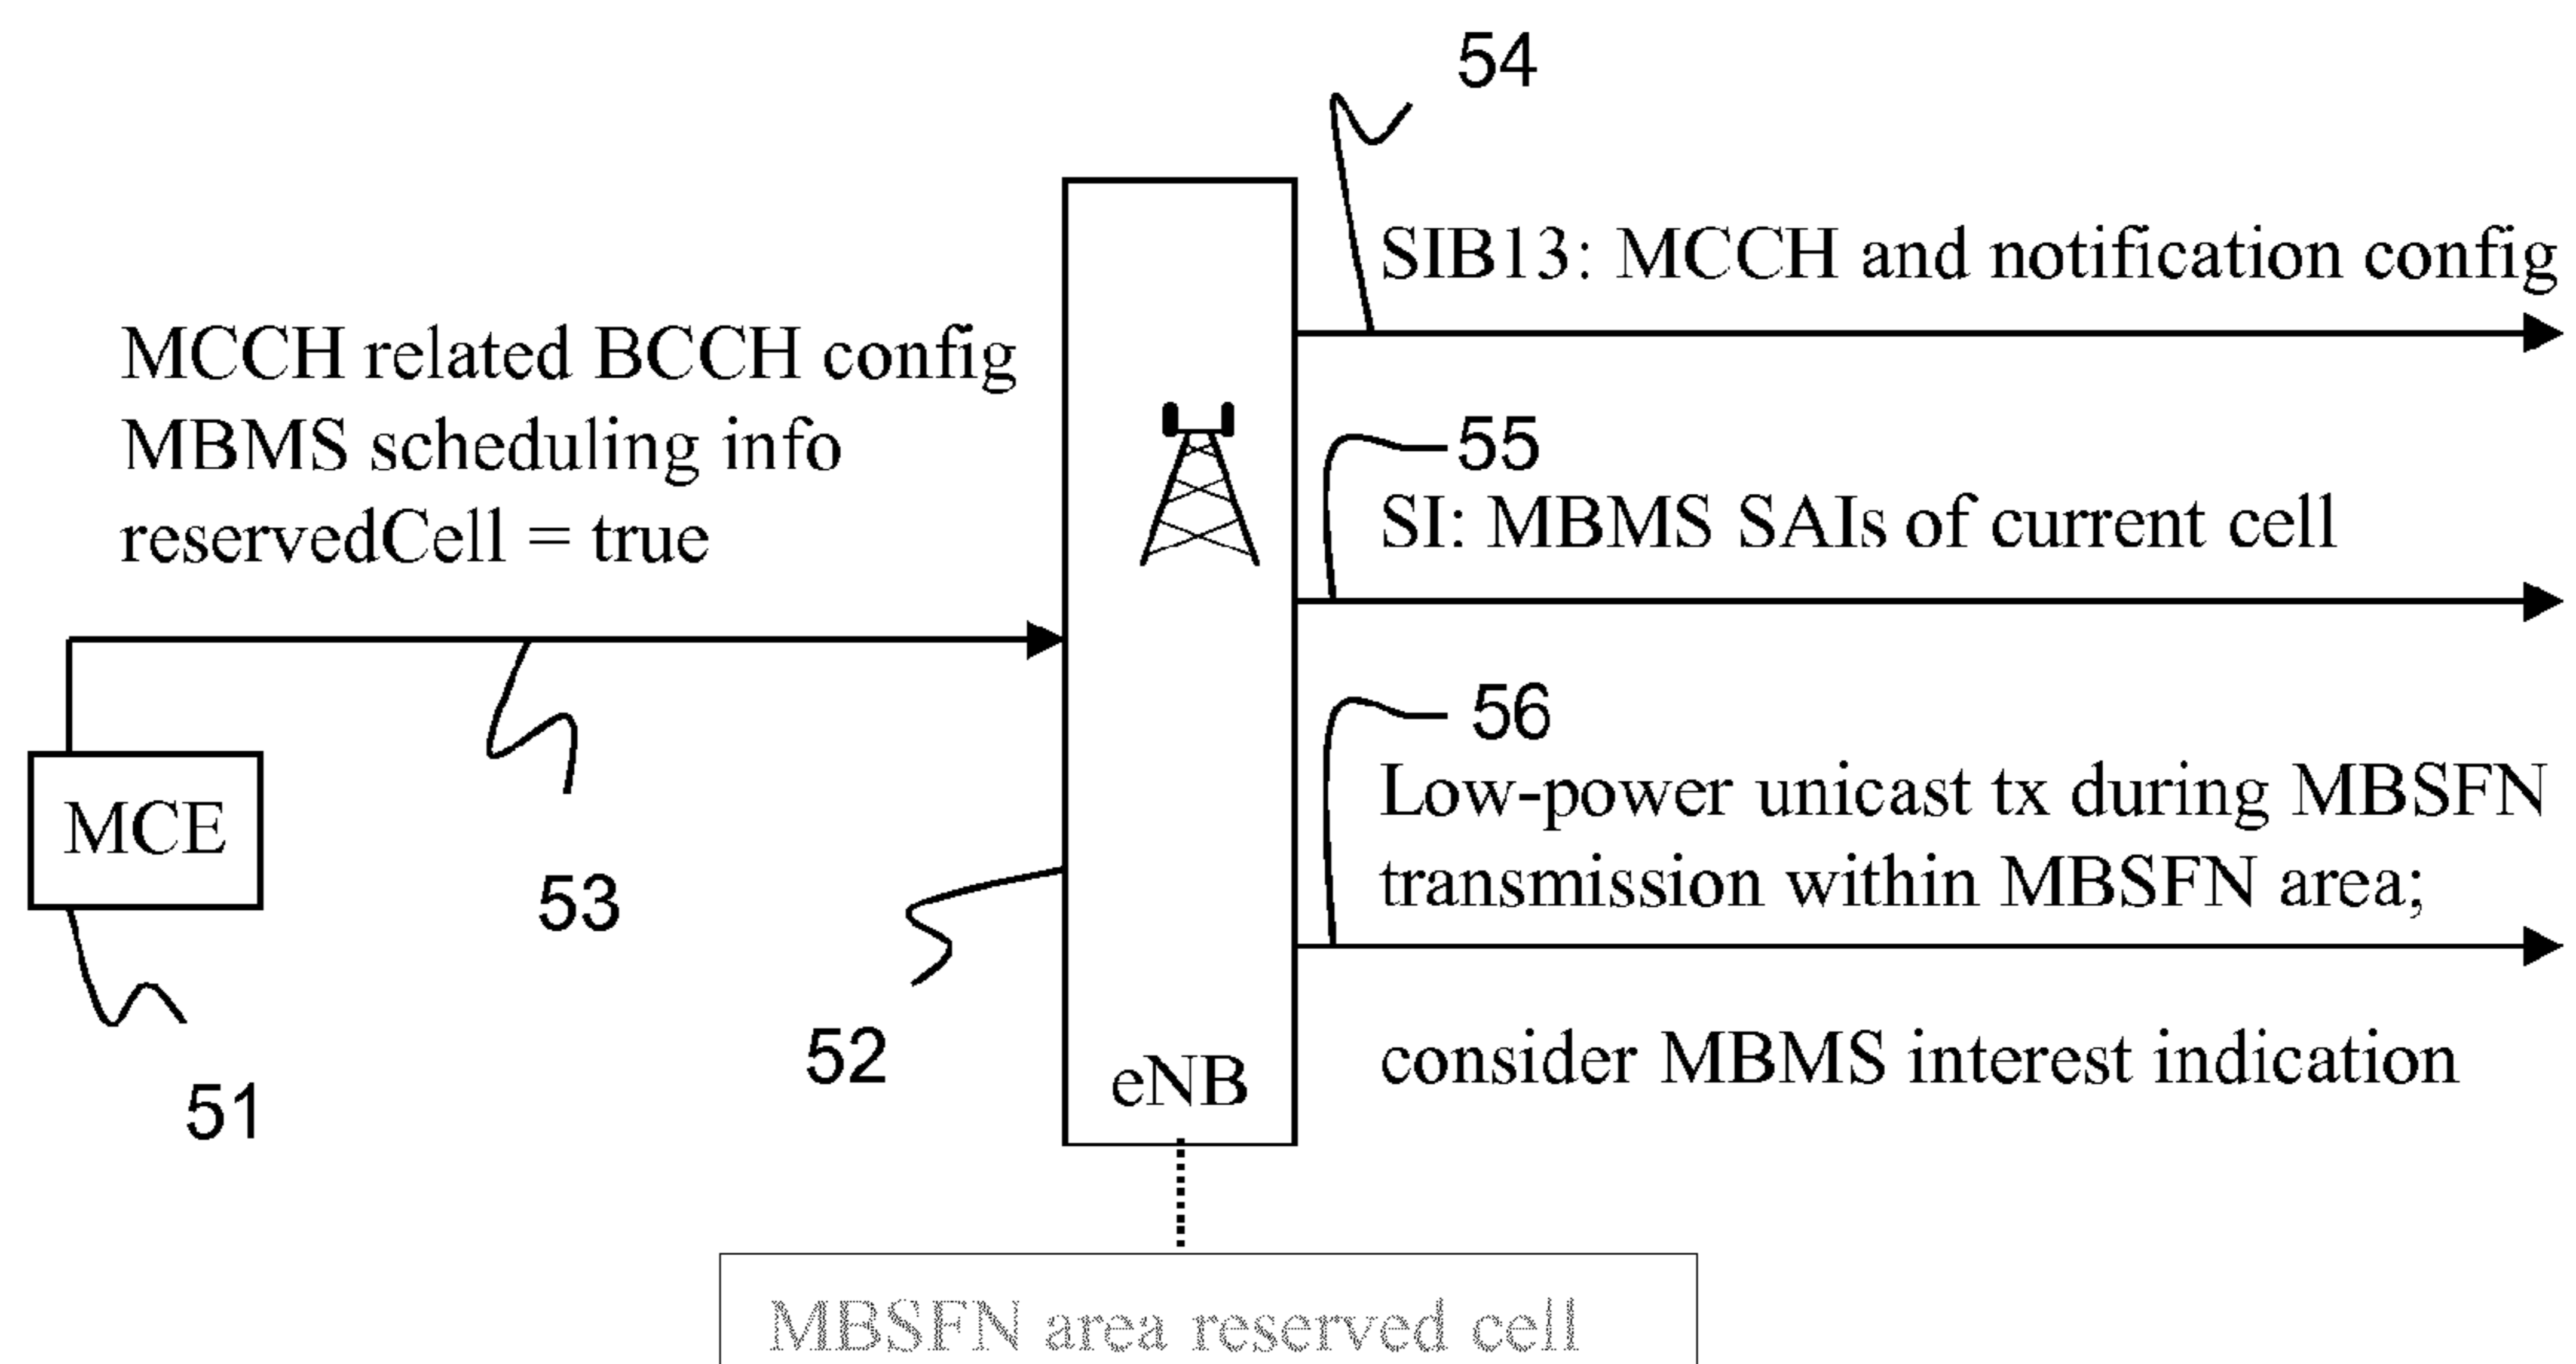 54
SIB13: MCCH and notification config
MCCH related BCCH config
MBMS scheduling info
reservedCell = true
55
SI: MBMS SAIs of current cell
56
Low-power unicast tx during MBSFN
transmission within MBSFN area;
consider MBMS interest indication
MCE
53
51
52
eNB
MBSFN area reserved cell